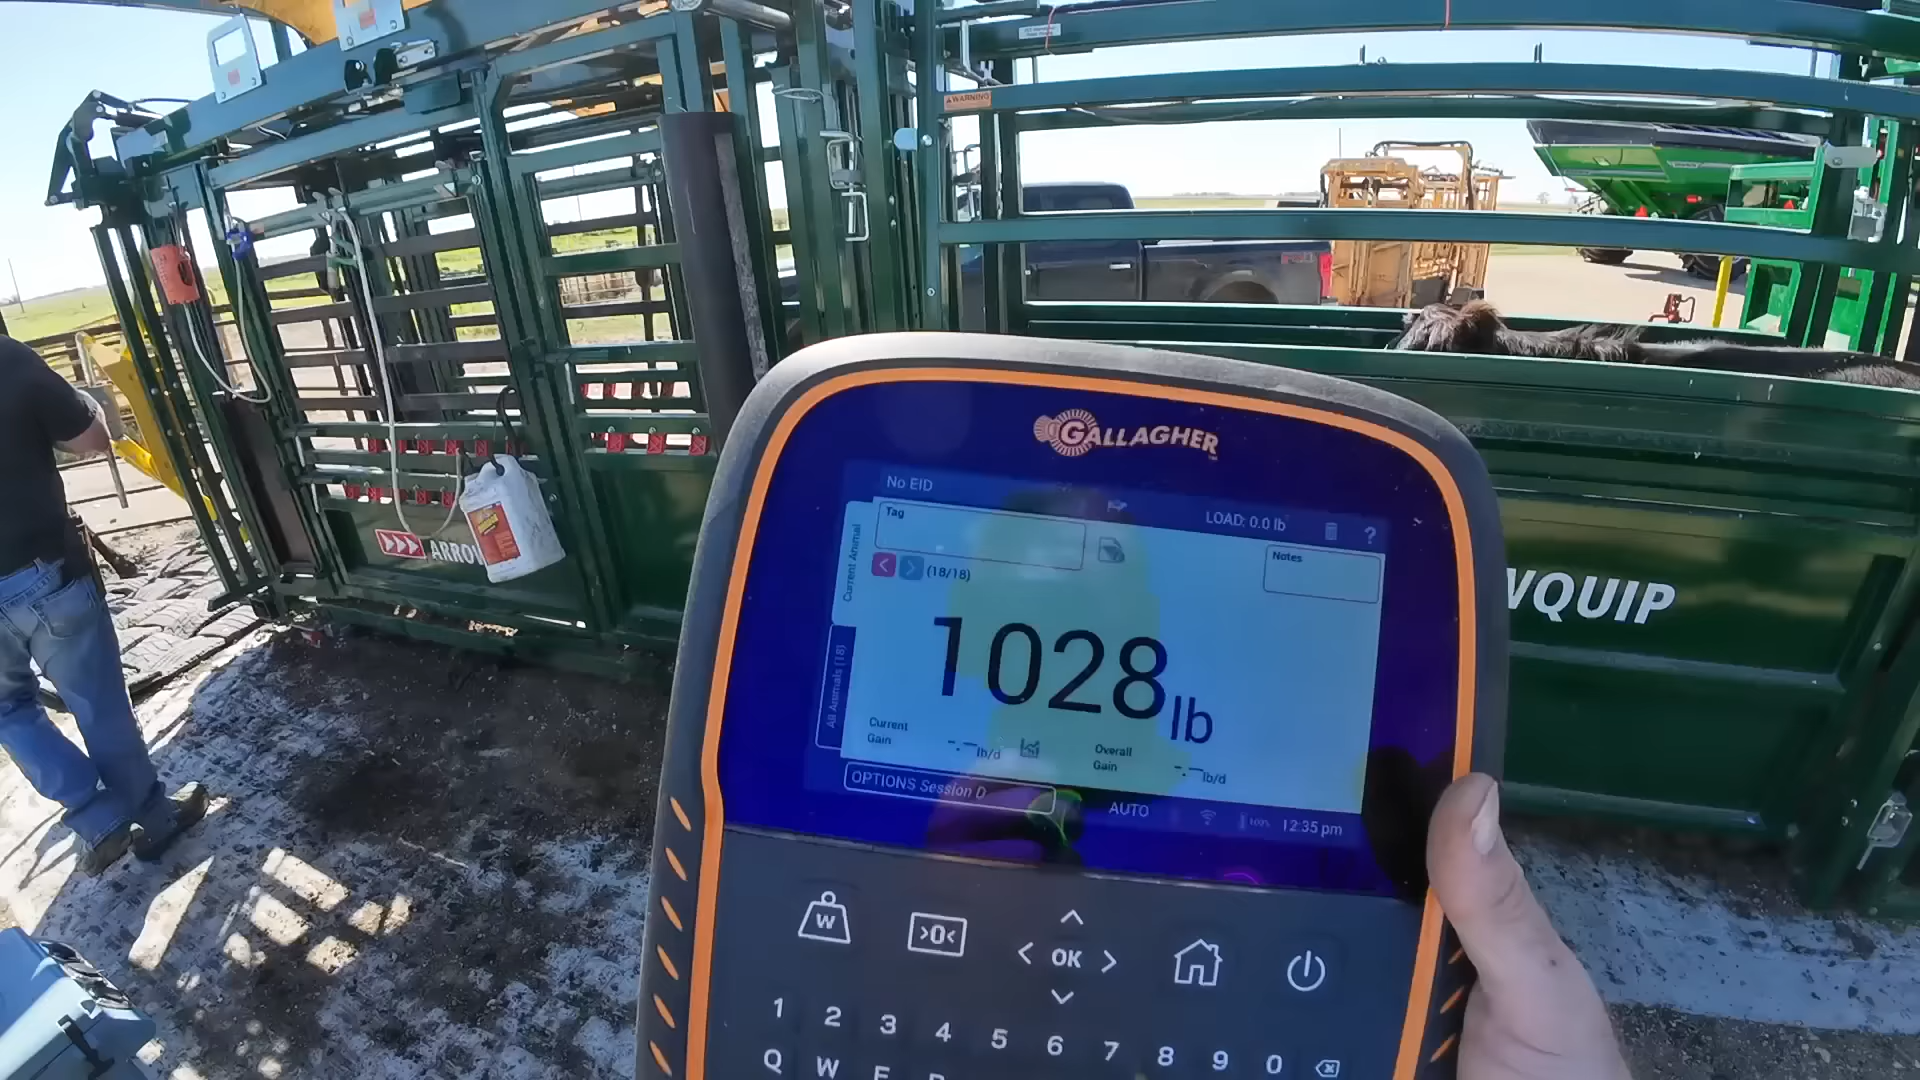 WARNING
ARROW
WQUIP
GALLAGHER
No EID
LOAD: 0.0 lb
?
Tag
Notes
Current Animal
< > (18/18)
1028 lb
All Animals (18)
Current Gain -.-- lb/d
Overall Gain -.-- lb/d
OPTIONS Session D
AUTO
100%
12:35 pm
W
>0<
< OK >
1 2 3 4 5 6 7 8 9 0
Q W E